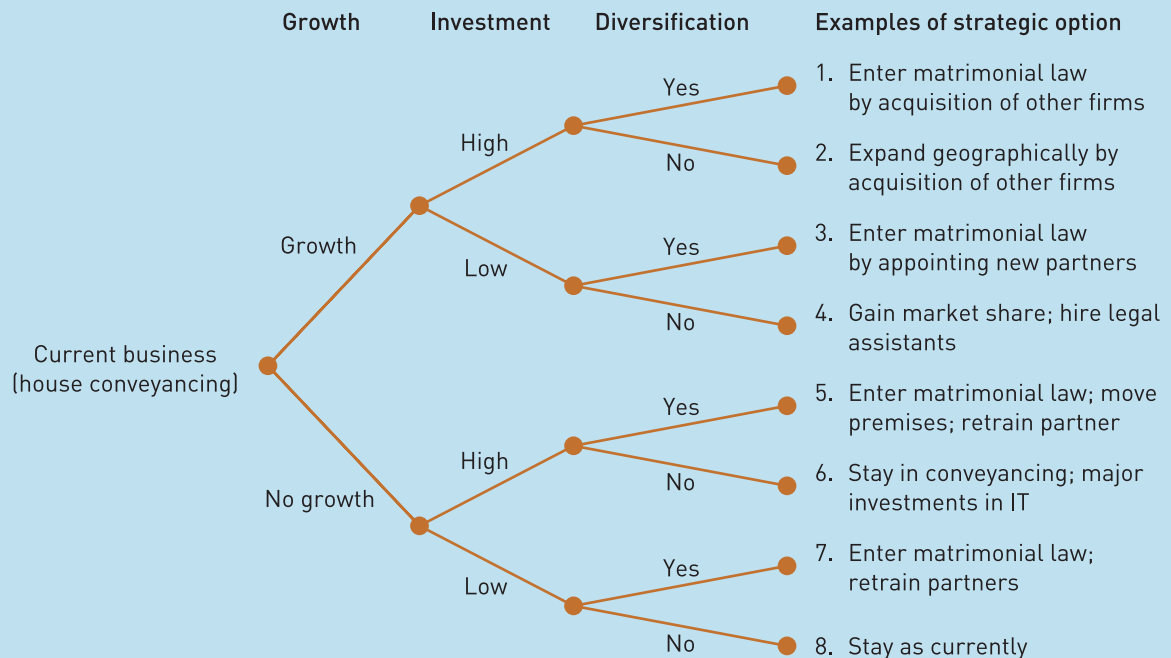 Growth Investment Diversification Examples of strategic option
Yes
1. Enter matrimonial law
by acquisition of other firms
High
No
2. Expand geographically by
acquisition of other firms
Growth
Yes
3. Enter matrimonial law
by appointing new partners
Low
No
4. Gain market share; hire legal
assistants
Current business
(house conveyancing)
Yes
5. Enter matrimonial law; move
premises; retrain partner
High
No
6. Stay in conveyancing; major
investments in IT
No growth
Yes
7. Enter matrimonial law;
retrain partners
Low
No
8. Stay as currently